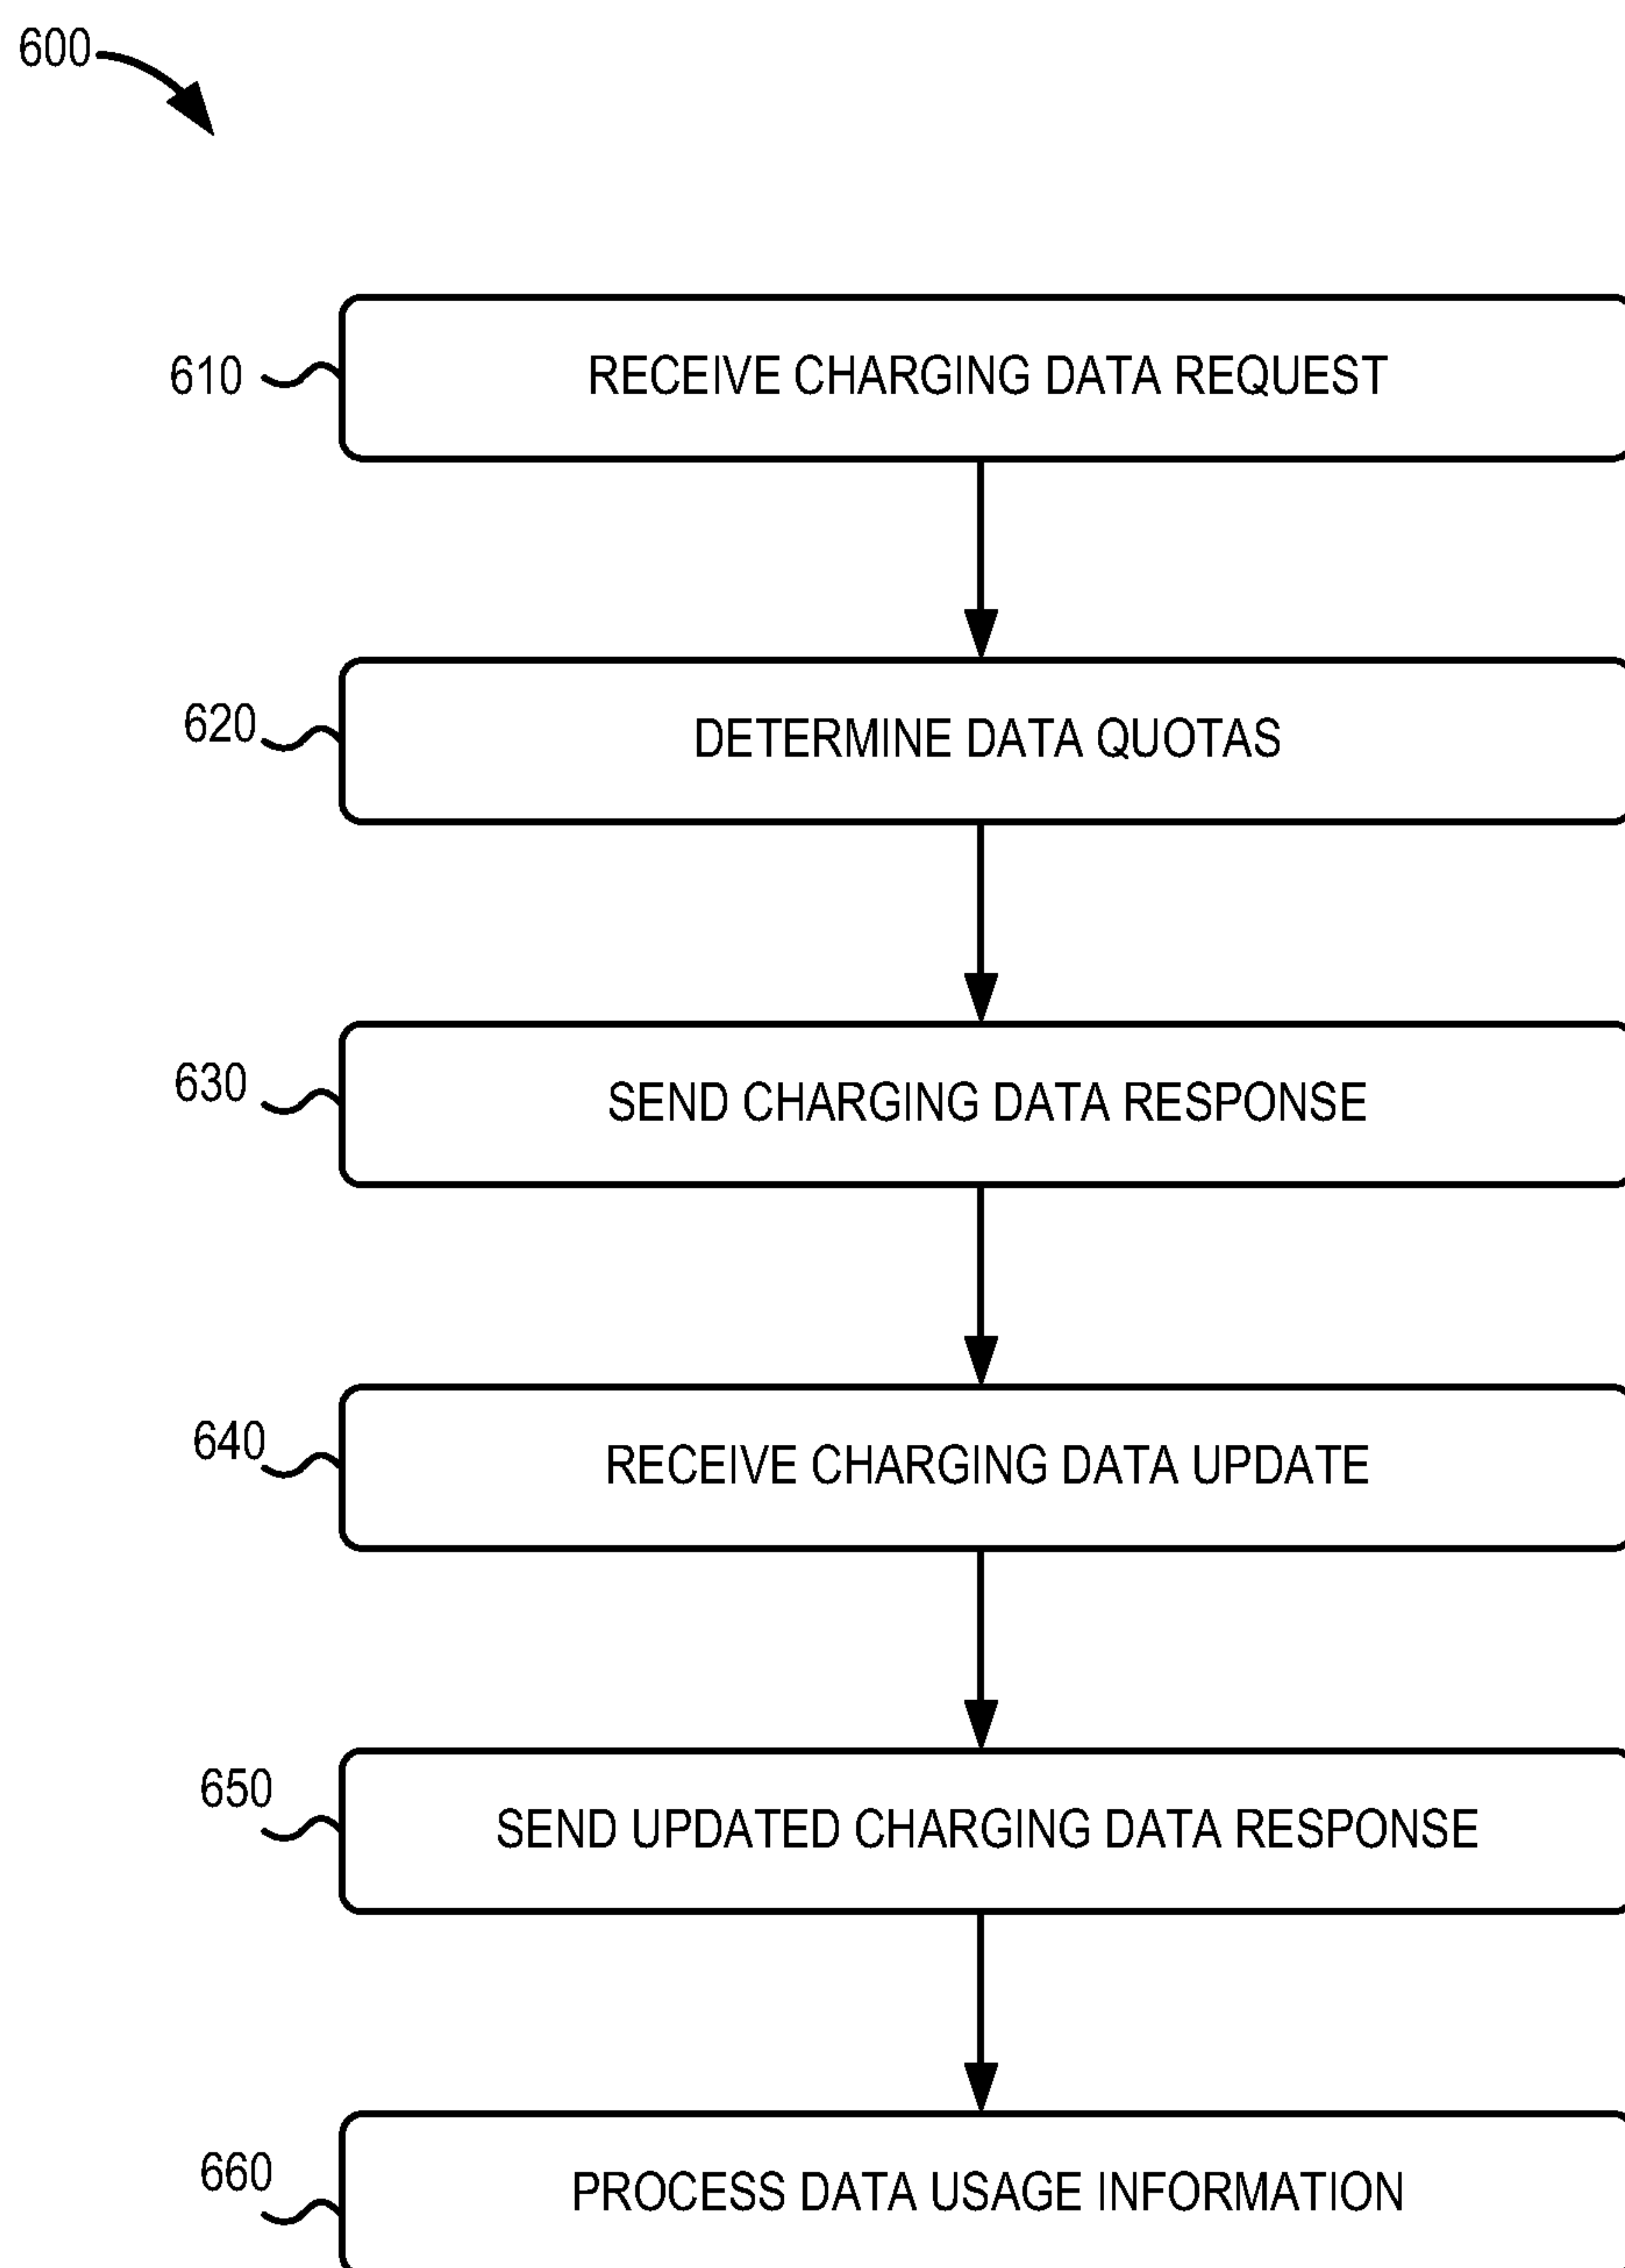 600
610 RECEIVE CHARGING DATA REQUEST
620 DETERMINE DATA QUOTAS
630 SEND CHARGING DATA RESPONSE
640 RECEIVE CHARGING DATA UPDATE
650 SEND UPDATED CHARGING DATA RESPONSE
660 PROCESS DATA USAGE INFORMATION